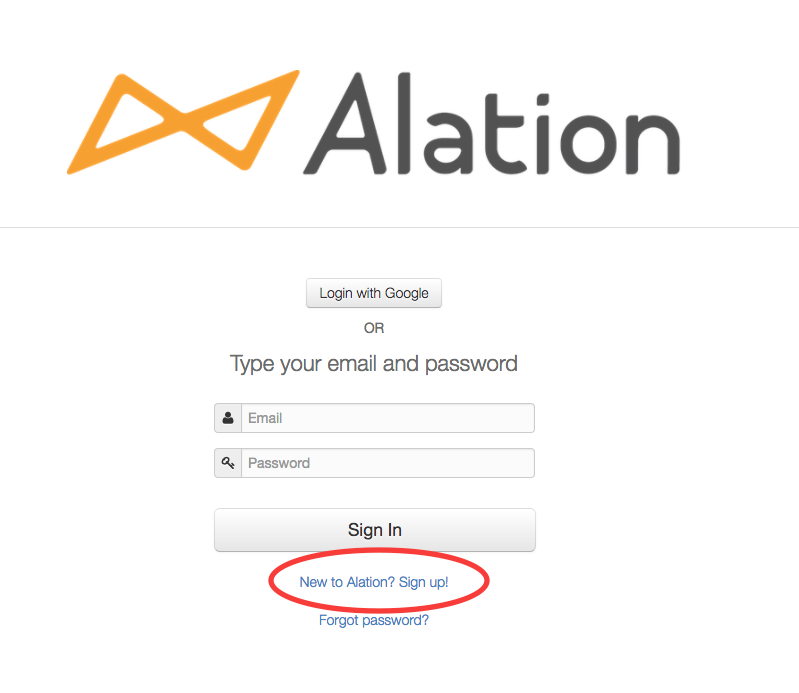 Alation
Login with Google
OR
Type your email and password
Email
Password
Sign In
New to Alation? Sign up!
Forgot password?